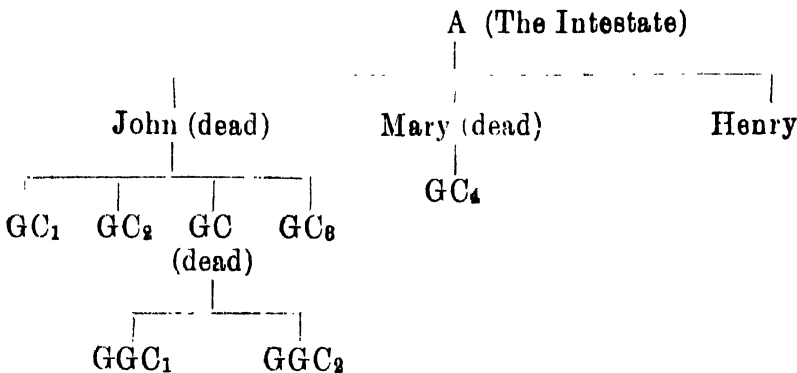 A (The Intestate)
John (dead) Mary (dead) Henry
GC₄
GC₁ GC₂ GC GC₃
(dead)
GGC₁ GGC₂